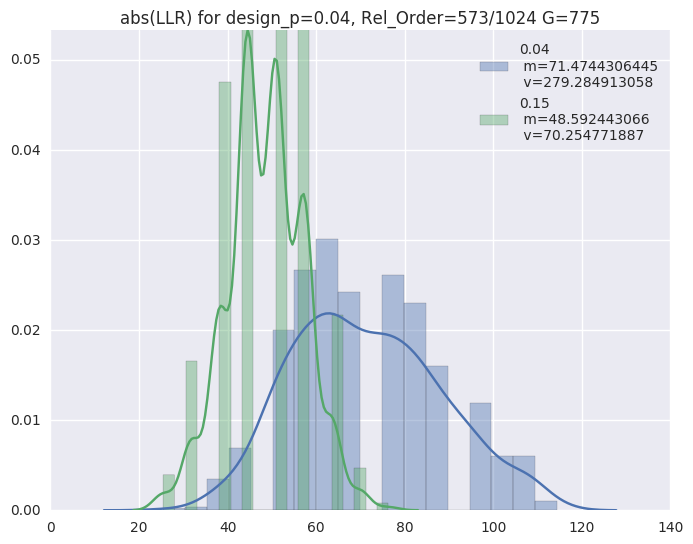 abs(LLR) for design_p=0.04, Rel_Order=573/1024 G=775
0.04
m=71.4744306445
v=279.284913058
0.15
m=48.592443066
v=70.254771887
0.05
0.04
0.03
0.02
0.01
0.00
0 20 40 60 80 100 120 140